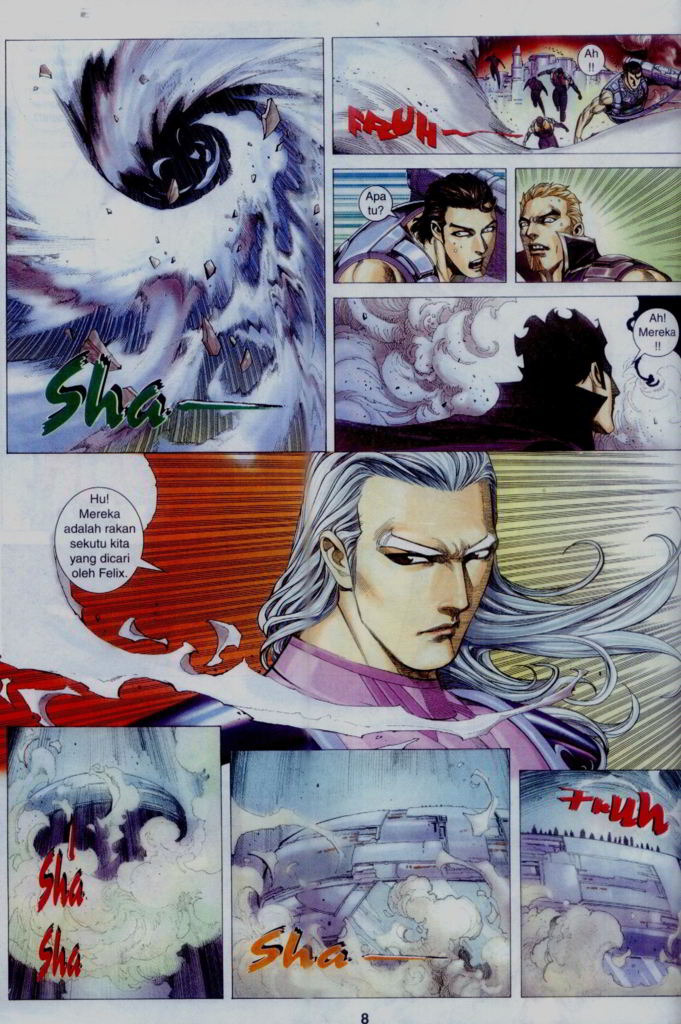 Sha
FRUH
Ah
!!
Apa
tu?
Ah!
Mereka
!!
Hu!
Mereka
adalah rakan
sekutu kita
yang dicari
oleh Felix.
Sha
Sha
Sha
Fruh
8